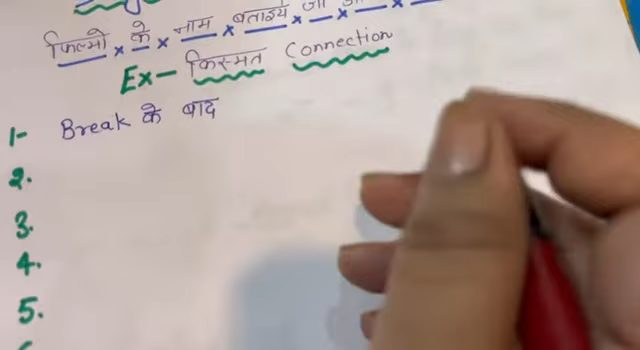 फिल्मो × के × नाम × बताइये × जो ×
Ex- किस्मत Connection
1- Break के बाद
2.
3.
4.
5.